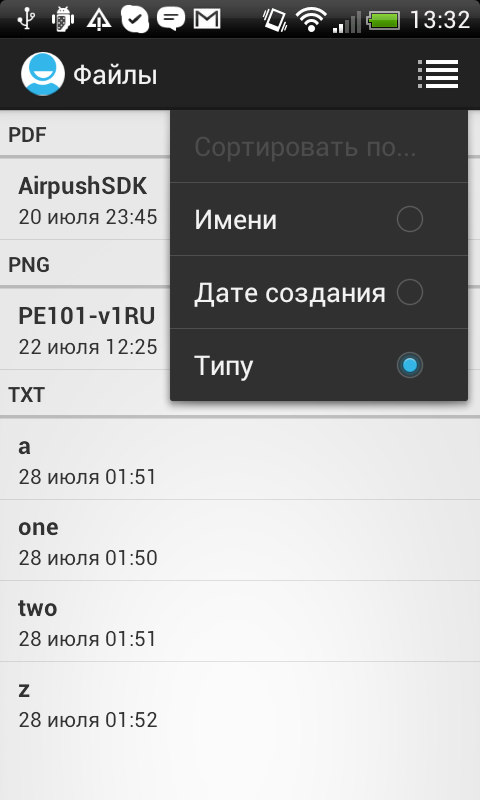 13:32
Файлы
PDF
Сортировать по...
AirpushSDK
20 июля 23:45
Имени
PNG
Дате создания
PE101-v1RU
22 июля 12:25
Типу
TXT
a
28 июля 01:51
one
28 июля 01:50
two
28 июля 01:51
z
28 июля 01:52